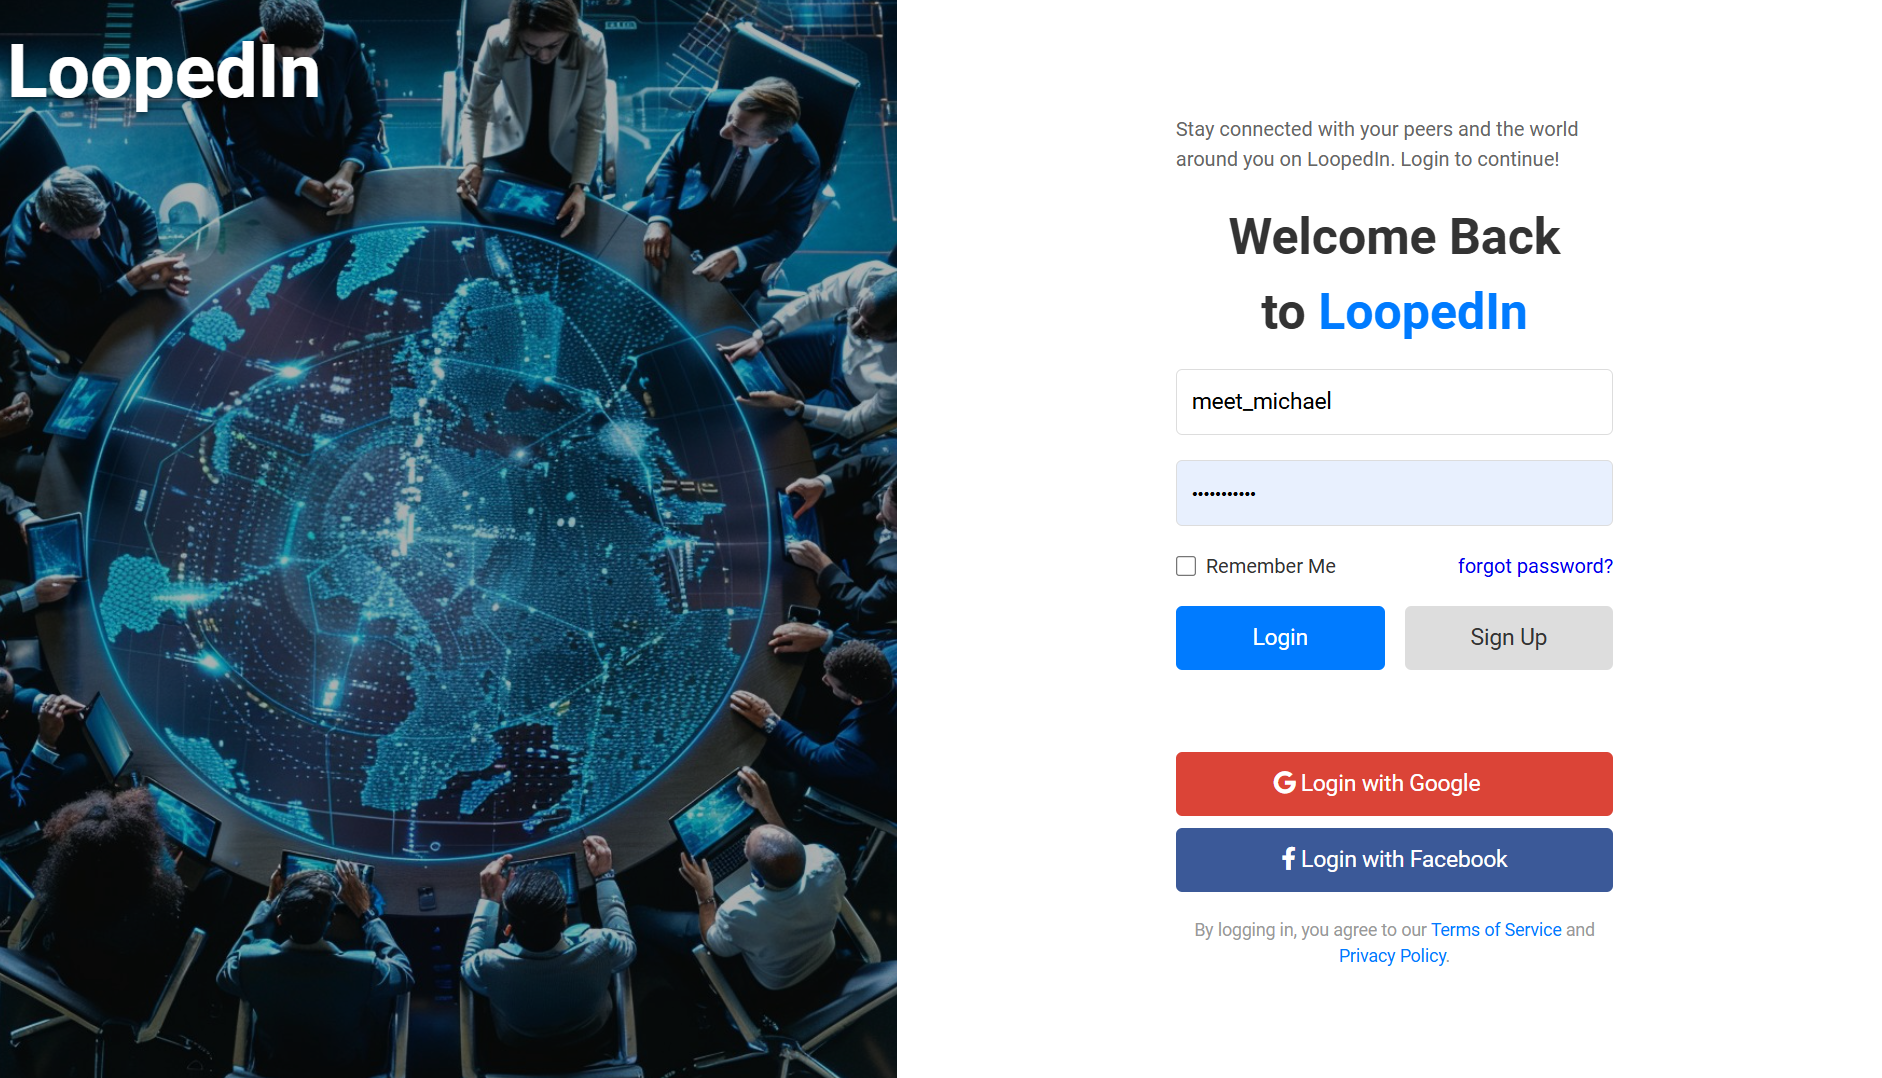 LoopedIn
Stay connected with your peers and the world
around you on LoopedIn. Login to continue!
Welcome Back
to LoopedIn
meet_michael
•••••••••••
Remember Me
forgot password?
Login
Sign Up
Login with Google
Login with Facebook
By logging in, you agree to our Terms of Service and
Privacy Policy.